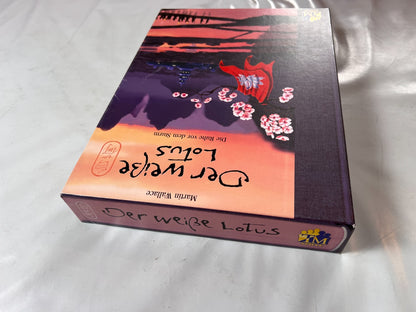 Der weiße
Lotus
Die Ruhe vor dem Sturm
Martin Wallace
Der weiße Lotus